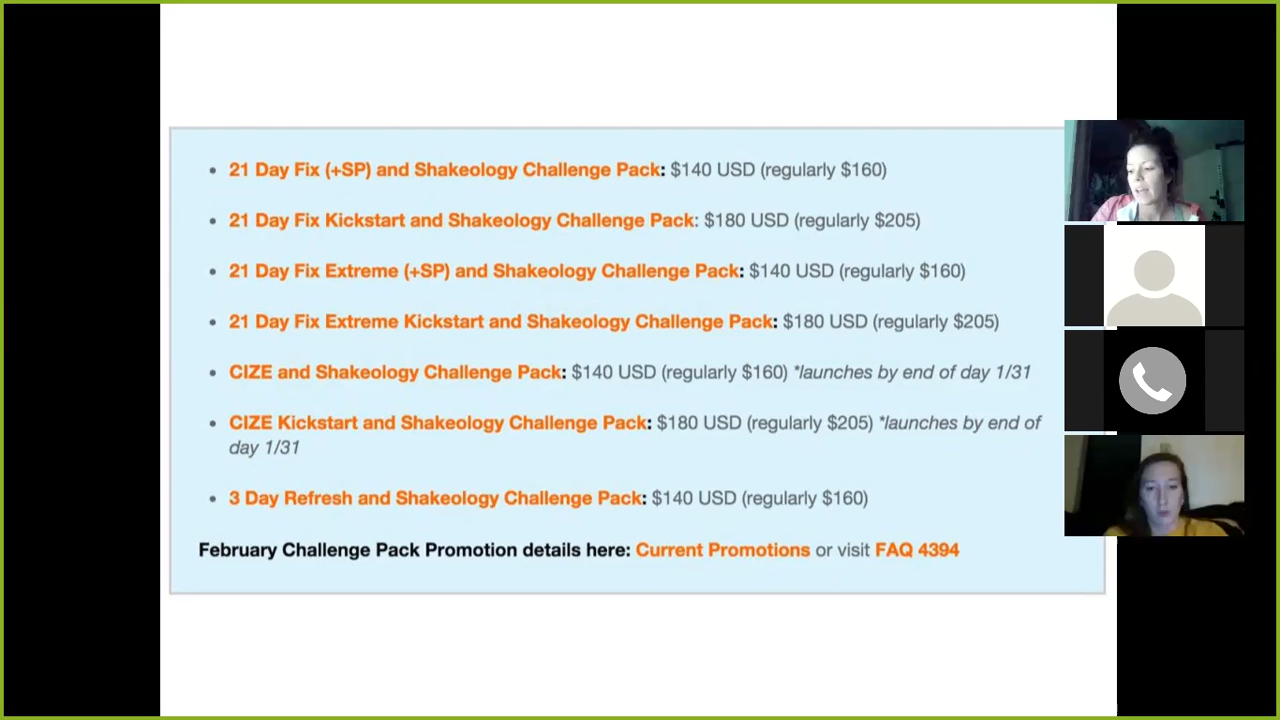 21 Day Fix (+SP) and Shakeology Challenge Pack: $140 USD (regularly $160)
21 Day Fix Kickstart and Shakeology Challenge Pack: $180 USD (regularly $205)
21 Day Fix Extreme (+SP) and Shakeology Challenge Pack: $140 USD (regularly $160)
21 Day Fix Extreme Kickstart and Shakeology Challenge Pack: $180 USD (regularly $205)
CIZE and Shakeology Challenge Pack: $140 USD (regularly $160) *launches by end of day 1/31
CIZE Kickstart and Shakeology Challenge Pack: $180 USD (regularly $205) *launches by end of
day 1/31
3 Day Refresh and Shakeology Challenge Pack: $140 USD (regularly $160)
February Challenge Pack Promotion details here: Current Promotions or visit FAQ 4394